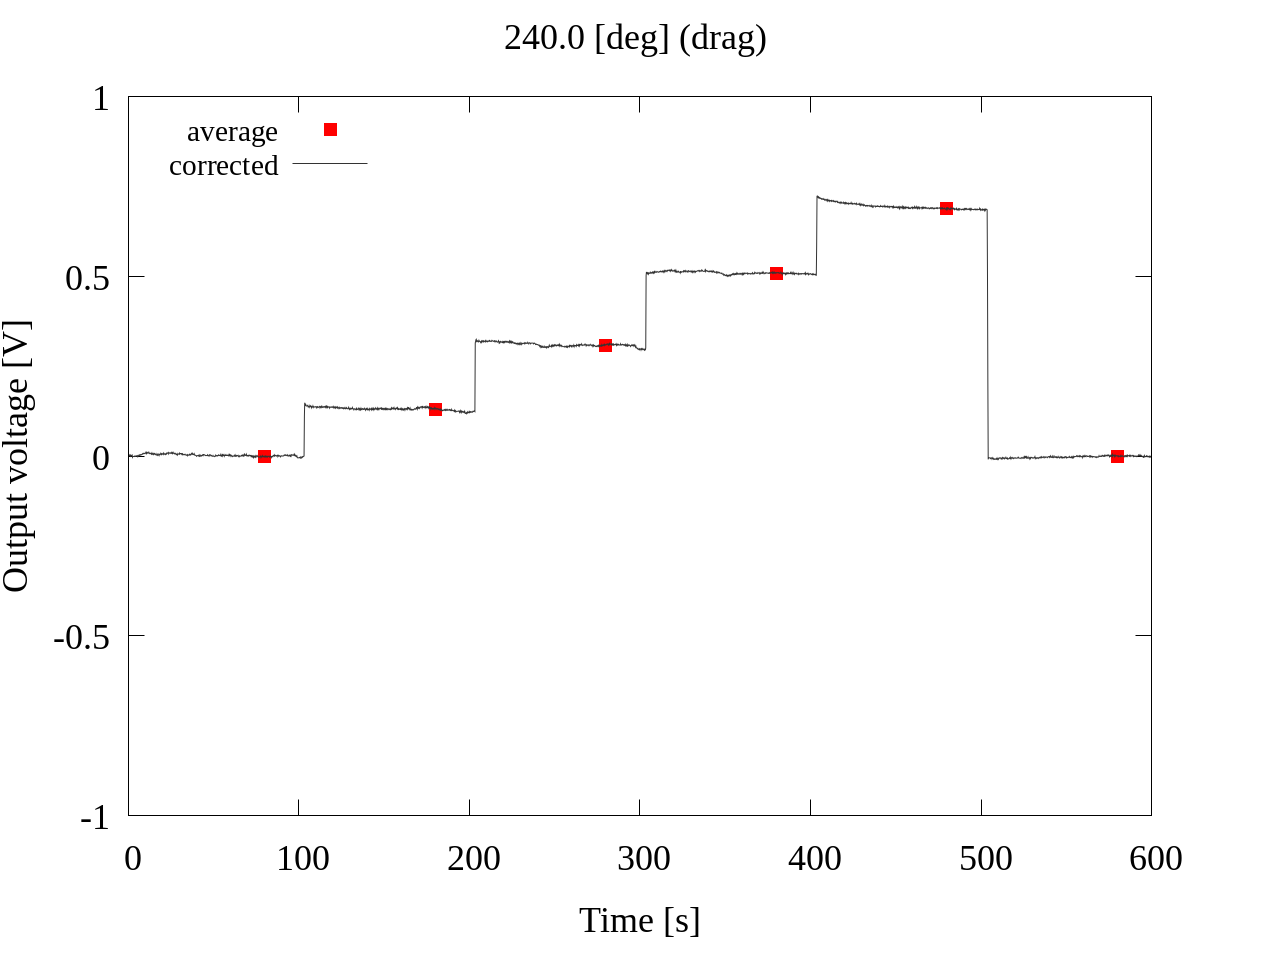 240.0 [deg] (drag)
average
corrected
1
0.5
0
-0.5
-1
Output voltage [V]
0 100 200 300 400 500 600
Time [s]